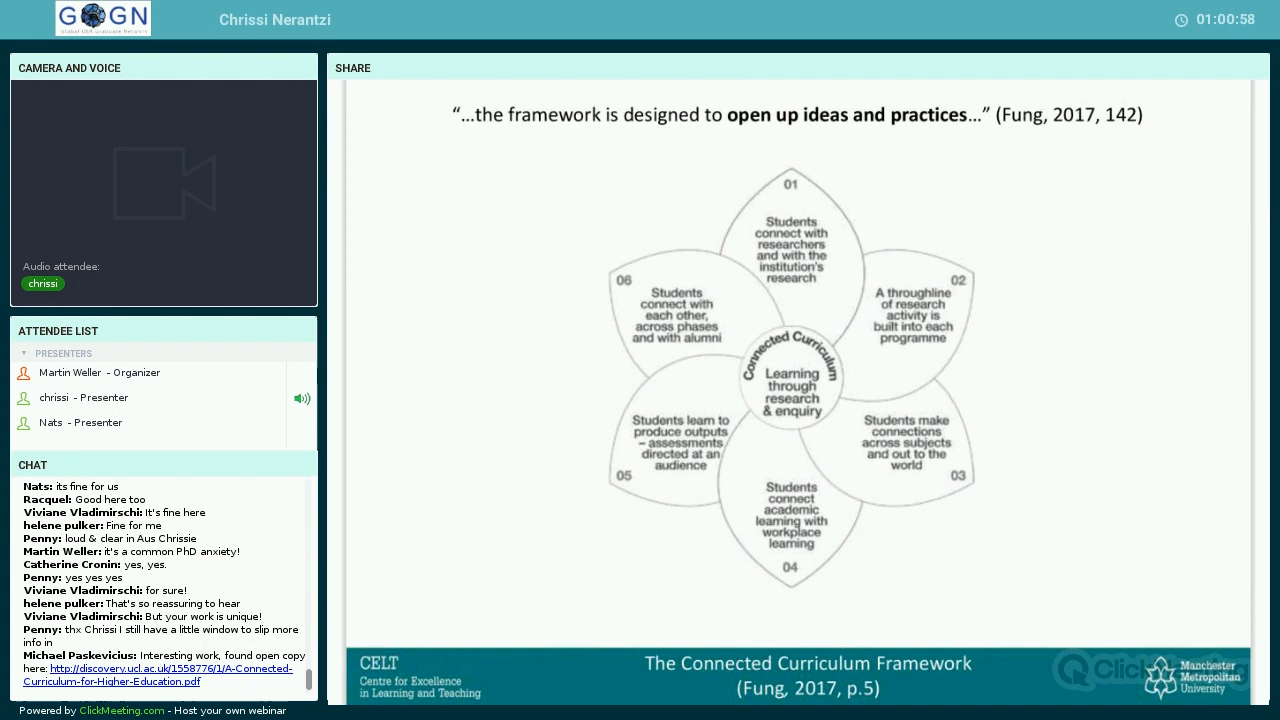 GOGN
Global OER Graduate Network
Chrissi Nerantzi
01:00:58
CAMERA AND VOICE
Audio attendee:
chrissi
ATTENDEE LIST
PRESENTERS
Martin Weller - Organizer
chrissi - Presenter
Nats - Presenter
CHAT
Nats: its fine for us
Racquel: Good here too
Viviane Vladimirschi: It's fine here
helene pulker: Fine for me
Penny: loud & clear in Aus Chrissie
Martin Weller: it's a common PhD anxiety!
Catherine Cronin: yes, yes.
Penny: yes yes yes
Viviane Vladimirschi: for sure!
helene pulker: That's so reassuring to hear
Viviane Vladimirschi: But your work is unique!
Penny: thx Chrissi I still have a little window to slip more
info in
Michael Paskevicius: Interesting work, found open copy
here: http://discovery.ucl.ac.uk/1558776/1/A-Connected-
Curriculum-for-Higher-Education.pdf
Powered by ClickMeeting.com - Host your own webinar
SHARE
“...the framework is designed to open up ideas and practices...” (Fung, 2017, 142)
01
Students
connect with
researchers
and with the
institution's
research
02
A throughline
of research
activity is
built into each
programme
03
Students make
connections
across subjects
and out to the
world
04
Students
connect
academic
learning with
workplace
learning
05
Students learn to
produce outputs
– assessments
directed at an
audience
06
Students
connect with
each other,
across phases
and with alumni
Connected Curriculum
Learning
through
research
& enquiry
CELT
Centre for Excellence
in Learning and Teaching
The Connected Curriculum Framework
(Fung, 2017, p.5)
Manchester
Metropolitan
University